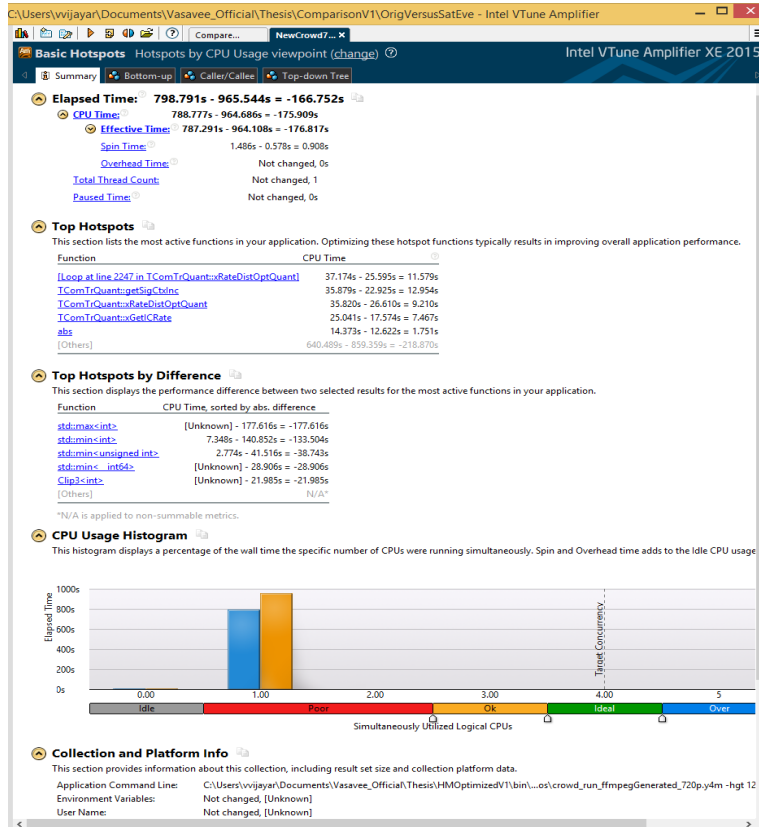 C:\Users\vvijayar\Documents\Vasavee_Official\Thesis\ComparisonV1\OrigVersusSatEve - Intel VTune Amplifier
Compare... NewCrowd7...
Basic Hotspots Hotspots by CPU Usage viewpoint (change) Intel VTune Amplifier XE 2015
Summary Bottom-up Caller/Callee Top-down Tree
Elapsed Time: 798.791s - 965.544s = -166.752s
CPU Time: 788.777s - 964.686s = -175.909s
Effective Time: 787.291s - 964.108s = -176.817s
Spin Time: 1.486s - 0.578s = 0.908s
Overhead Time: Not changed, 0s
Total Thread Count: Not changed, 1
Paused Time: Not changed, 0s
Top Hotspots
This section lists the most active functions in your application. Optimizing these hotspot functions typically results in improving overall application performance.
Function CPU Time
[Loop at line 2247 in TComTrQuant::xRateDistOptQuant] 37.174s - 25.595s = 11.579s
TComTrQuant::getSigCtxInc 35.879s - 22.925s = 12.954s
TComTrQuant::xRateDistOptQuant 35.820s - 26.610s = 9.210s
TComTrQuant::xGetICRate 25.041s - 17.574s = 7.467s
abs 14.373s - 12.622s = 1.751s
[Others] 640.489s - 859.359s = -218.870s
Top Hotspots by Difference
This section displays the performance difference between two selected results for the most active functions in your application.
Function CPU Time, sorted by abs. difference
std::max<int> [Unknown] - 177.616s = -177.616s
std::min<int> 7.348s - 140.852s = -133.504s
std::min<unsigned int> 2.774s - 41.516s = -38.743s
std::min<__int64> [Unknown] - 28.906s = -28.906s
Clip3<int> [Unknown] - 21.985s = -21.985s
[Others] N/A*
*N/A is applied to non-summable metrics.
CPU Usage Histogram
This histogram displays a percentage of the wall time the specific number of CPUs were running simultaneously. Spin and Overhead time adds to the Idle CPU usage
1000s
800s
600s
400s
200s
0s
Elapsed Time
Target Concurrency
0.00 1.00 2.00 3.00 4.00 5
Idle Poor Ok Ideal Over
Simultaneously Utilized Logical CPUs
Collection and Platform Info
This section provides information about this collection, including result set size and collection platform data.
Application Command Line: C:\Users\vvijayar\Documents\Vasavee_Official\Thesis\HMOptimizedV1\bin\...os\crowd_run_ffmpegGenerated_720p.y4m -hgt 12
Environment Variables: Not changed, [Unknown]
User Name: Not changed, [Unknown]